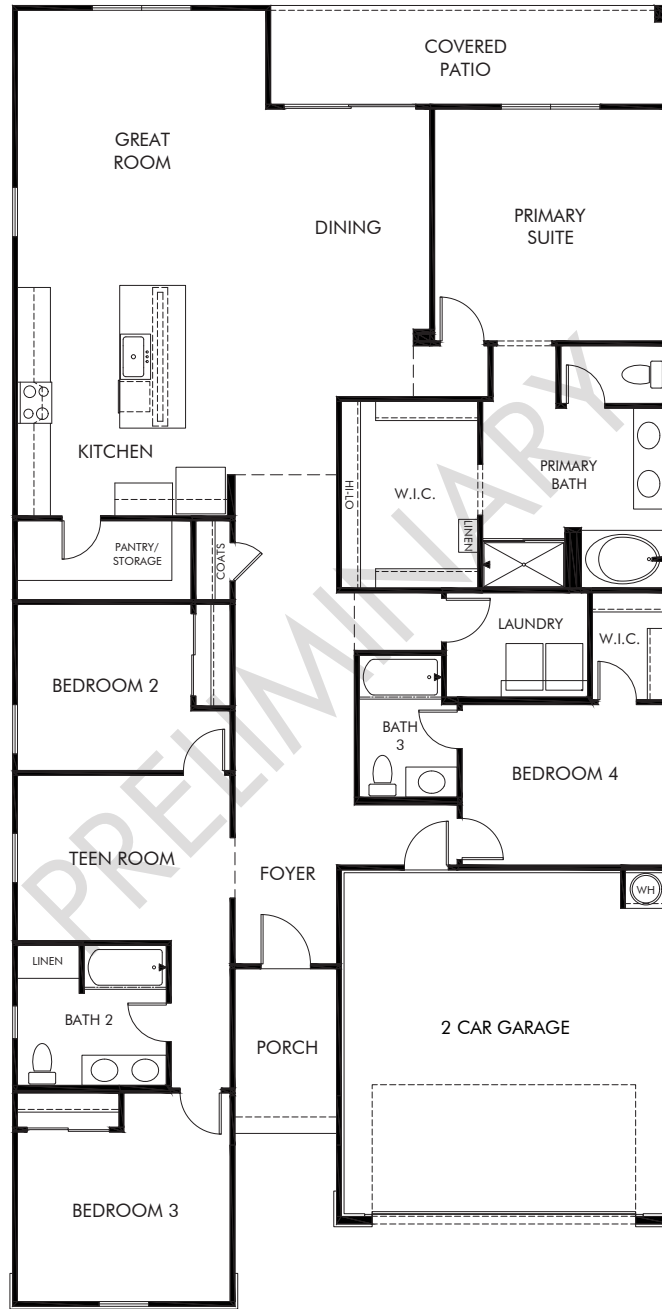 COVERED
PATIO
GREAT
ROOM
DINING
PRIMARY
SUITE
KITCHEN
HI-LO
W.I.C.
LINEN
PRIMARY
BATH
PANTRY/
STORAGE
COATS
LAUNDRY
W.I.C.
BEDROOM 2
BATH
3
BEDROOM 4
TEEN ROOM
FOYER
WH
LINEN
BATH 2
PORCH
2 CAR GARAGE
BEDROOM 3
PRELIMINARY